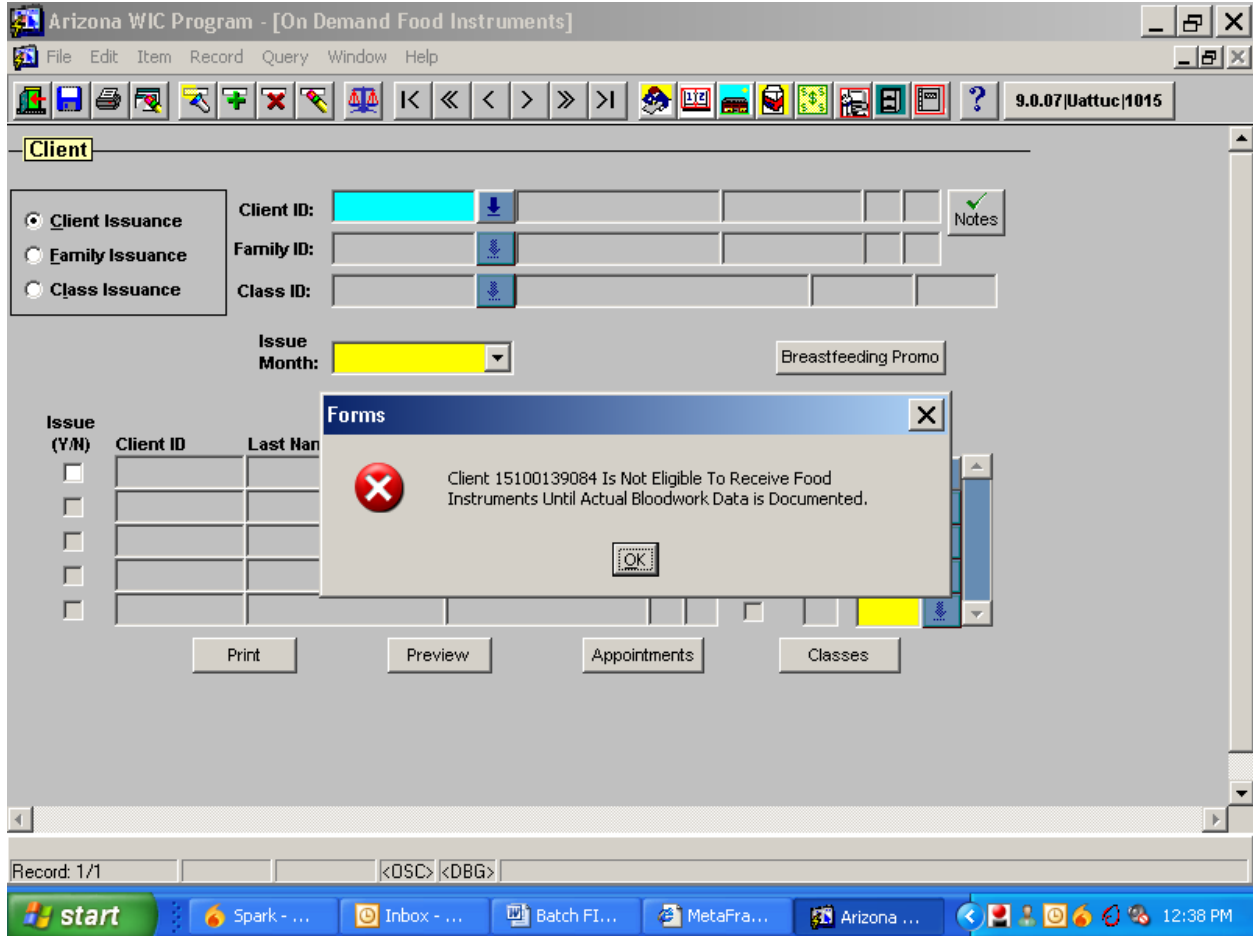 Arizona WIC Program - [On Demand Food Instruments]
File Edit Item Record Query Window Help
9.0.07|Uattuc|1015
Client
Client Issuance
Family Issuance
Class Issuance
Client ID:
Family ID:
Class ID:
Notes
Issue
Month:
Breastfeeding Promo
Forms
Client 15100139084 Is Not Eligible To Receive Food
Instruments Until Actual Bloodwork Data is Documented.
OK
Issue
(Y/N) Client ID Last Nan
Print Preview Appointments Classes
Record: 1/1 <OSC> <DBG>
start Spark - ... Inbox - ... Batch FI... MetaFra... Arizona ... 12:38 PM